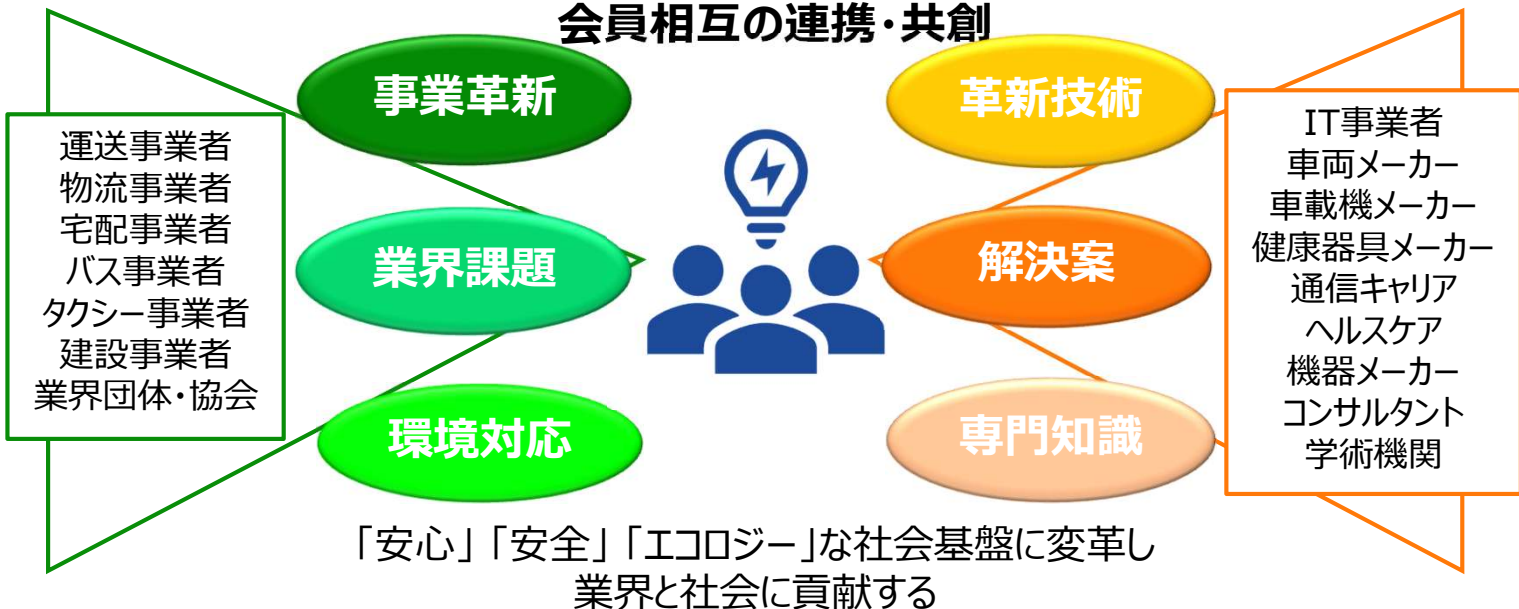 会員相互の連携・共創
事業革新
業界課題
環境対応
運送事業者
物流事業者
宅配事業者
バス事業者
タクシー事業者
建設事業者
業界団体・協会
革新技術
解決案
専門知識
IT事業者
車両メーカー
車載機メーカー
健康器具メーカー
通信キャリア
ヘルスケア
機器メーカー
コンサルタント
学術機関
「安心」「安全」「エコロジー」な社会基盤に変革し
業界と社会に貢献する